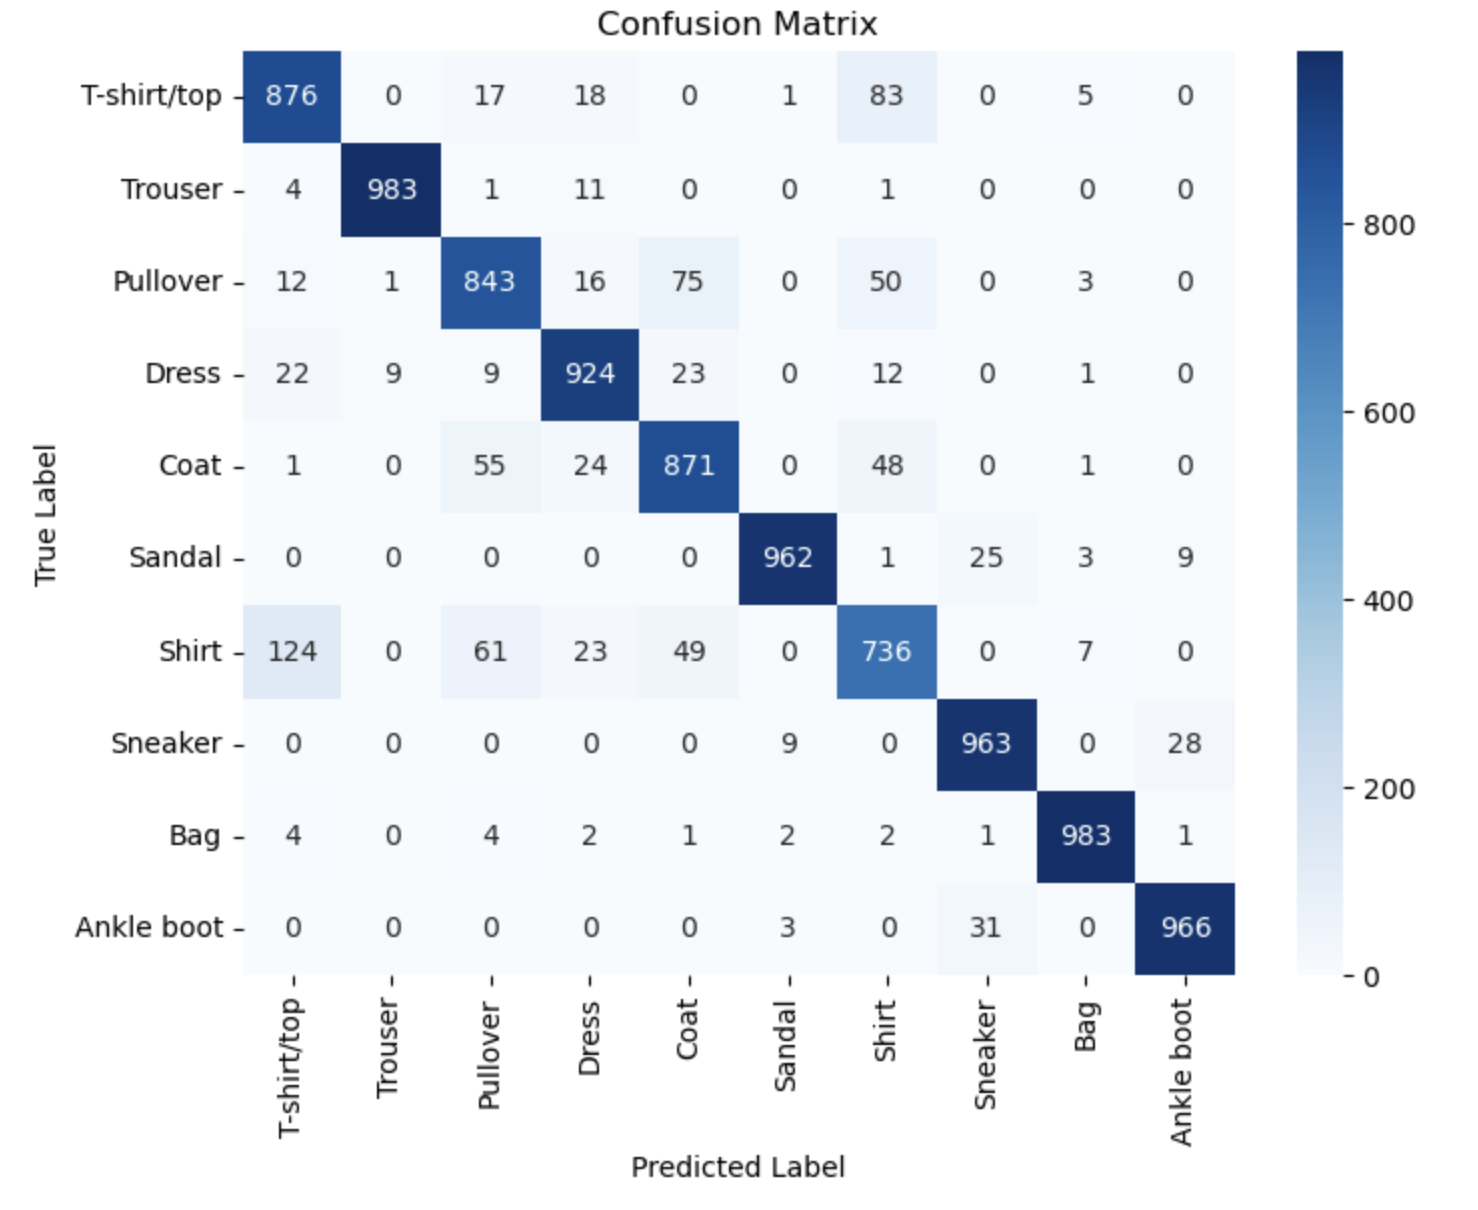 Confusion Matrix
T-shirt/top 876 0 17 18 0 1 83 0 5 0
Trouser 4 983 1 11 0 0 1 0 0 0
Pullover 12 1 843 16 75 0 50 0 3 0
Dress 22 9 9 924 23 0 12 0 1 0
Coat 1 0 55 24 871 0 48 0 1 0
Sandal 0 0 0 0 0 962 1 25 3 9
Shirt 124 0 61 23 49 0 736 0 7 0
Sneaker 0 0 0 0 0 9 0 963 0 28
Bag 4 0 4 2 1 2 2 1 983 1
Ankle boot 0 0 0 0 0 3 0 31 0 966
True Label
T-shirt/top Trouser Pullover Dress Coat Sandal Shirt Sneaker Bag Ankle boot
Predicted Label
800
600
400
200
0